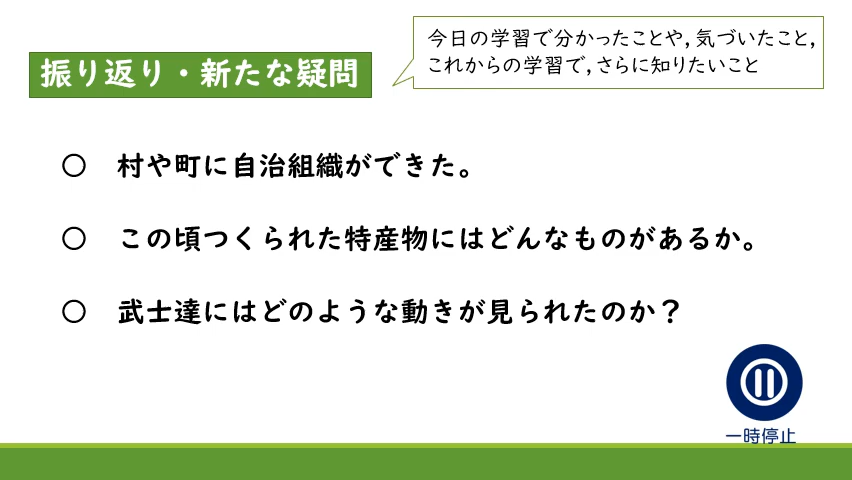 今日の学習で分かったことや，気づいたこと，
これからの学習で，さらに知りたいこと
振り返り・新たな疑問
○　村や町に自治組織ができた。
○　この頃つくられた特産物にはどんなものがあるか。
○　武士達にはどのような動きが見られたのか？
一時停止